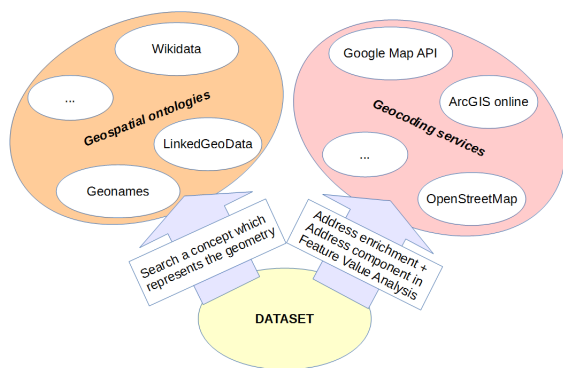 Wikidata
...
Geospatial ontologies
LinkedGeoData
Geonames
Google Map API
ArcGIS online
Geocoding services
...
OpenStreetMap
Search a concept which
represents the geometry
Address enrichment +
Address component in
Feature Value Analysis
DATASET